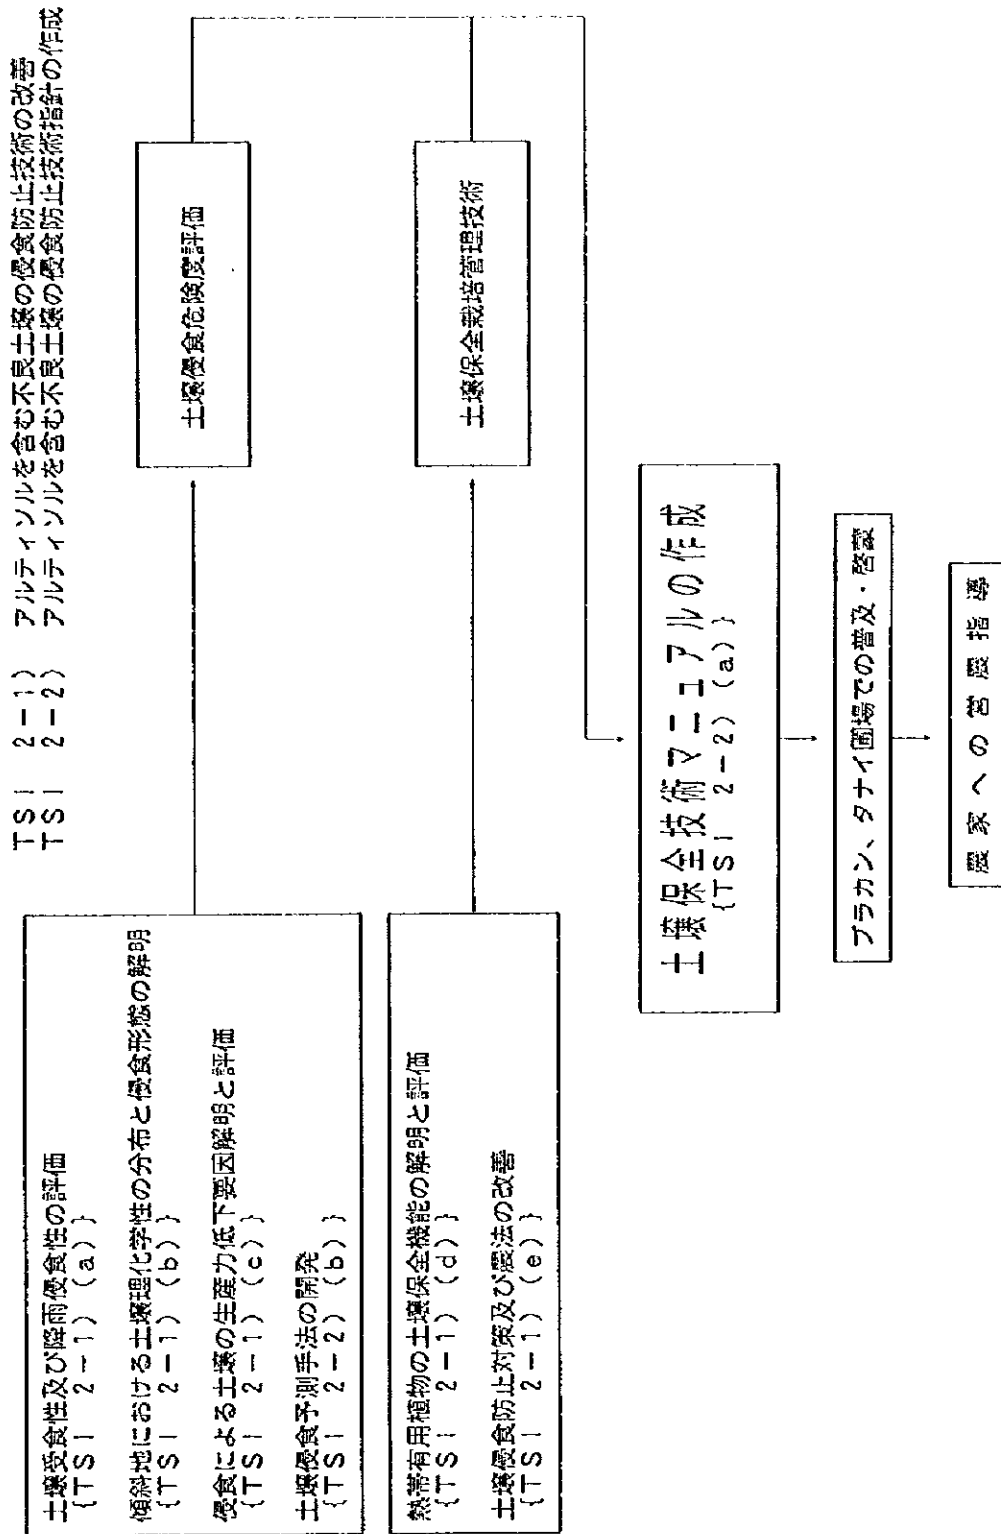 TSI 2-1) アルティソルを含む不良土壌の侵食防止技術の改善
TSI 2-2) アルティソルを含む不良土壌の侵食防止技術指針の作成
土壌受食性及び降雨侵食性の評価
{TSI 2-1) (a)}
傾斜地における土壌理化学性の分布と侵食形態の解明
{TSI 2-1) (b)}
侵食による土壌の生産力低下要因解明と評価
{TSI 2-1) (c)}
土壌侵食予測手法の開発
{TSI 2-2) (b)}
土壌侵食危険度評価
熱帯有用植物の土壌保全機能の解明と評価
{TSI 2-1) (d)}
土壌侵食防止対策及び農法の改善
{TSI 2-1) (e)}
土壌保全栽培管理技術
土壌保全技術マニュアルの作成
{TSI 2-2) (a)}
ブラカン、タナイ圃場での普及・啓蒙
農家への営農指導